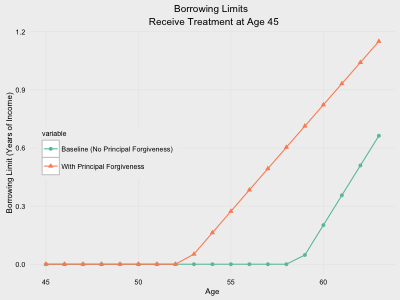 Borrowing Limits
Receive Treatment at Age 45
Borrowing Limit (Years of Income)
1.2
0.9
0.6
0.3
0.0
variable
Baseline (No Principal Forgiveness)
With Principal Forgiveness
45
50
55
60
Age